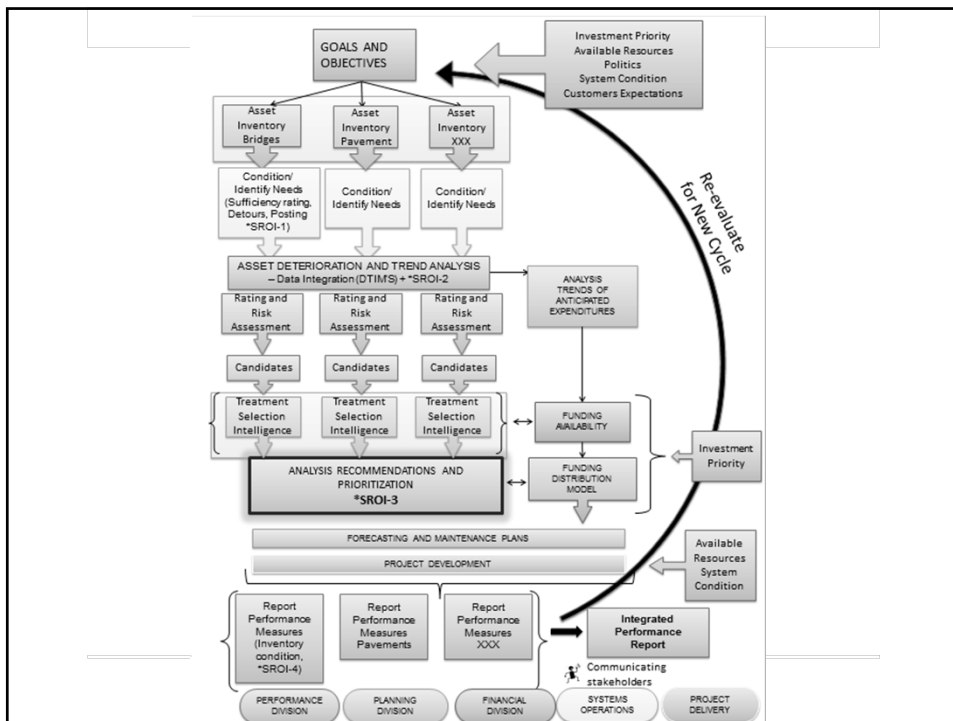 GOALS AND
OBJECTIVES
Investment Priority
Available Resources
Politics
System Condition
Customers Expectations
Asset
Inventory
Bridges
Asset
Inventory
Pavement
Asset
Inventory
XXX
Condition/
Identify Needs
(Sufficiency rating,
Detours, Posting
*SROI-1)
Condition/
Identify Needs
Condition/
Identify Needs
Re-evaluate
for New Cycle
ASSET DETERIORATION AND TREND ANALYSIS
– Data Integration (DTIM'S) + *SROI-2
ANALYSIS
TRENDS OF
ANTICIPATED
EXPENDITURES
Rating and
Risk
Assessment
Rating and
Risk
Assessment
Rating and
Risk
Assessment
Candidates
Candidates
Candidates
Treatment
Selection
Intelligence
Treatment
Selection
Intelligence
Treatment
Selection
Intelligence
FUNDING
AVAILABILITY
Investment
Priority
ANALYSIS RECOMMENDATIONS AND
PRIORITIZATION
*SROI-3
FUNDING
DISTRIBUTION
MODEL
FORECASTING AND MAINTENANCE PLANS
PROJECT DEVELOPMENT
Available
Resources
System
Condition
Report
Performance
Measures
(Inventory
condition,
*SROI-4)
Report
Performance
Measures
Pavements
Report
Performance
Measures
XXX
Integrated
Performance
Report
Communicating
stakeholders
PERFORMANCE
DIVISION
PLANNING
DIVISION
FINANCIAL
DIVISION
SYSTEMS
OPERATIONS
PROJECT
DELIVERY